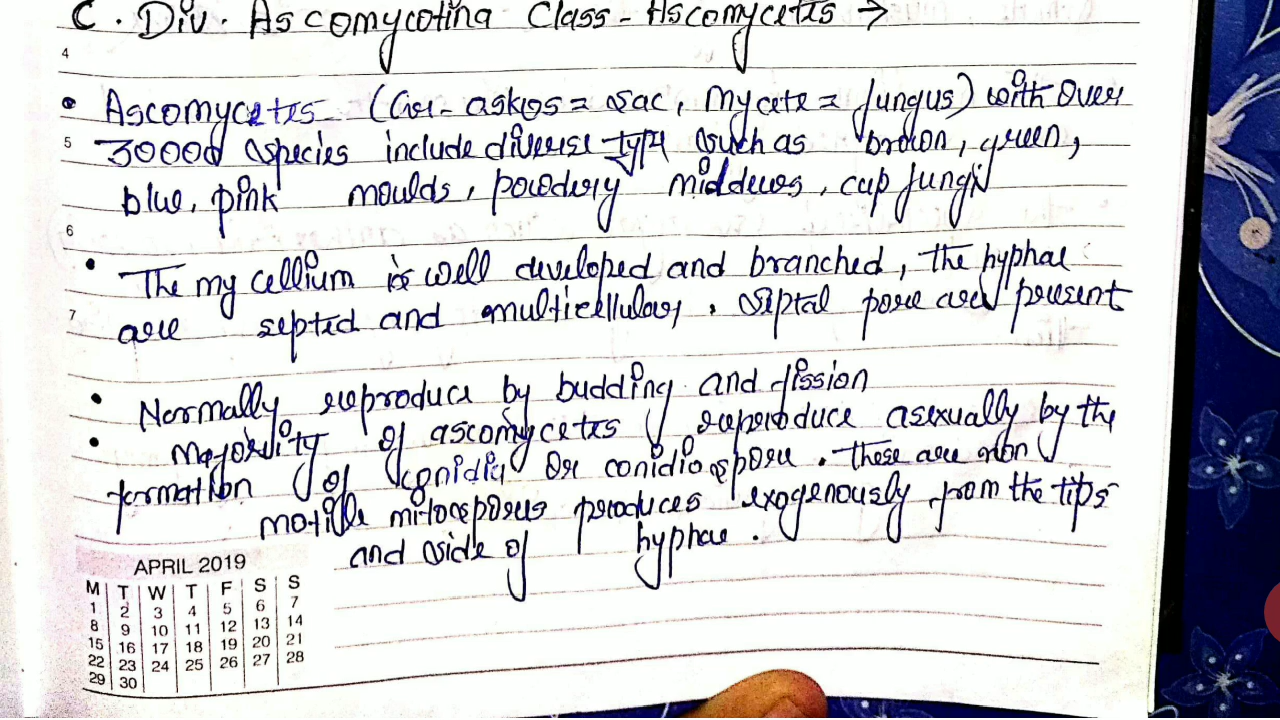 C. Div. Ascomycotina Class - Ascomycetes →
4
• Ascomycetes (Gr- askos = sac, Mycete = fungus) with over
5 30000 species include diverse type such as brown, green,
blue, pink moulds, powdery middews, cup fungi
6
• The mycellium is well developed and branched, the hyphae
7 are septed and multicellular, septal pore are present
• Normally reproduce by budding and fission
• Majority of ascomycetes reproduce asexually by the
formation of conidia or conidiospore. these are non
motile mitospores produces exogenously from the tips
and side of hyphae.
APRIL 2019
M T W T F S S
1 2 3 4 5 6 7
8 9 10 11 12 13 14
15 16 17 18 19 20 21
22 23 24 25 26 27 28
29 30